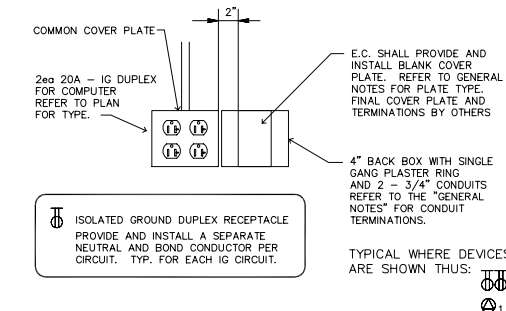 2"
COMMON COVER PLATE
2ea 20A – IG DUPLEX
FOR COMPUTER
REFER TO PLAN
FOR TYPE.
E.C. SHALL PROVIDE AND
INSTALL BLANK COVER
PLATE. REFER TO GENERAL
NOTES FOR PLATE TYPE.
FINAL COVER PLATE AND
TERMINATIONS BY OTHERS
4" BACK BOX WITH SINGLE
GANG PLASTER RING
AND 2 – 3/4" CONDUITS
REFER TO THE "GENERAL
NOTES" FOR CONDUIT
TERMINATIONS.
ISOLATED GROUND DUPLEX RECEPTACLE
PROVIDE AND INSTALL A SEPARATE
NEUTRAL AND BOND CONDUCTOR PER
CIRCUIT. TYP. FOR EACH IG CIRCUIT.
TYPICAL WHERE DEVICES
ARE SHOWN THUS:
1